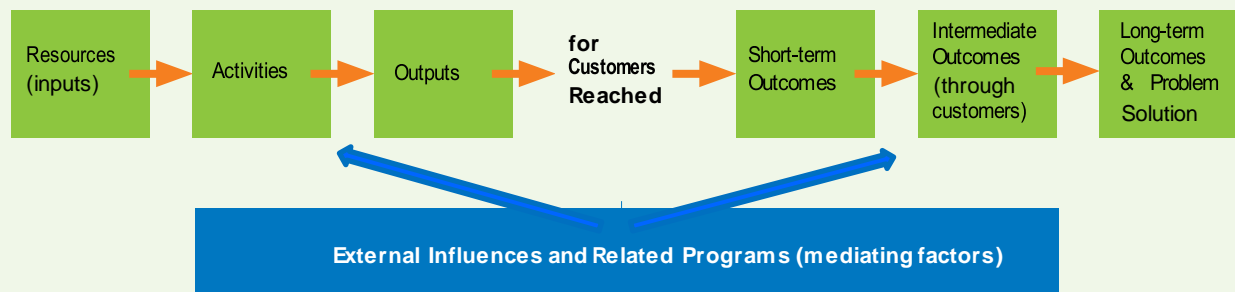 Resources
(inputs)
Activities
Outputs
for
Customers
Reached
Short-term
Outcomes
Intermediate
Outcomes
(through
customers)
Long-term
Outcomes
& Problem
Solution
External Influences and Related Programs (mediating factors)